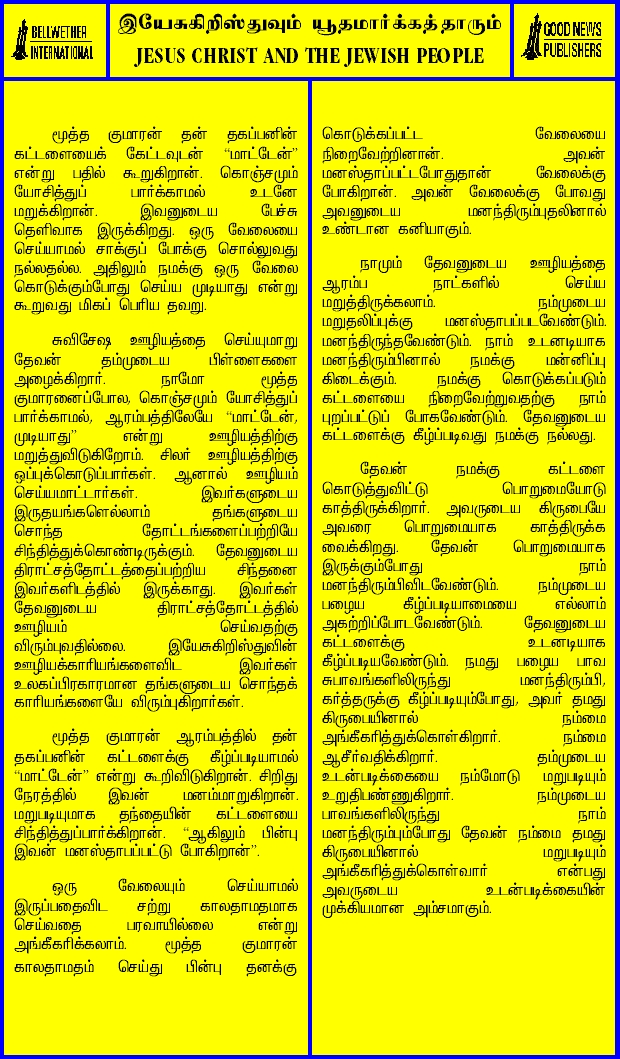 BELLWETHER
INTERNATIONAL
இயேசுகிறிஸ்துவும் யூதமார்க்கத்தாரும்
JESUS CHRIST AND THE JEWISH PEOPLE
GOOD NEWS
PUBLISHERS
மூத்த குமாரன் தன் தகப்பனின்
கட்டளையைக் கேட்டவுடன் “மாட்டேன்”
என்று பதில் கூறுகிறான். கொஞ்சமும்
யோசித்துப் பார்க்காமல் உடனே
மறுக்கிறான். இவனுடைய பேச்சு
தெளிவாக இருக்கிறது. ஒரு வேலையை
செய்யாமல் சாக்குப் போக்கு சொல்லுவது
நல்லதல்ல. அதிலும் நமக்கு ஒரு வேலை
கொடுக்கும்போது செய்ய முடியாது என்று
கூறுவது மிகப் பெரிய தவறு.
சுவிசேஷ ஊழியத்தை செய்யுமாறு
தேவன் தம்முடைய பிள்ளைகளை
அழைக்கிறார். நாமோ மூத்த
குமாரனைப்போல, கொஞ்சமும் யோசித்துப்
பார்க்காமல், ஆரம்பத்திலேயே “மாட்டேன்,
முடியாது” என்று ஊழியத்திற்கு
மறுத்துவிடுகிறோம். சிலர் ஊழியத்திற்கு
ஒப்புக்கொடுப்பார்கள். ஆனால் ஊழியம்
செய்யமாட்டார்கள். இவர்களுடைய
இருதயங்களெல்லாம் தங்களுடைய
சொந்த தோட்டங்களைப்பற்றியே
சிந்தித்துக்கொண்டிருக்கும். தேவனுடைய
திராட்சத்தோட்டத்தைப்பற்றிய சிந்தனை
இவர்களிடத்தில் இருக்காது. இவர்கள்
தேவனுடைய திராட்சத்தோட்டத்தில்
ஊழியம் செய்வதற்கு
விரும்புவதில்லை. இயேசுகிறிஸ்துவின்
ஊழியக்காரியங்களைவிட இவர்கள்
உலகப்பிரகாரமான தங்களுடைய சொந்தக்
காரியங்களையே விரும்புகிறார்கள்.
மூத்த குமாரன் ஆரம்பத்தில் தன்
தகப்பனின் கட்டளைக்கு கீழ்ப்படியாமல்
“மாட்டேன்” என்று கூறிவிடுகிறான். சிறிது
நேரத்தில் இவன் மனம்மாறுகிறான்.
மறுபடியுமாக தந்தையின் கட்டளையை
சிந்தித்துப்பார்க்கிறான். “ஆகிலும் பின்பு
இவன் மனஸ்தாபப்பட்டு போகிறான்”.
ஒரு வேலையும் செய்யாமல்
இருப்பதைவிட சற்று காலதாமதமாக
செய்வதை பரவாயில்லை என்று
அங்கீகரிக்கலாம். மூத்த குமாரன்
காலதாமதம் செய்து பின்பு தனக்கு
கொடுக்கப்பட்ட வேலையை
நிறைவேற்றினான். அவன்
மனஸ்தாப்பட்டபோதுதான் வேலைக்கு
போகிறான். அவன் வேலைக்கு போவது
அவனுடைய மனந்திரும்புதலினால்
உண்டான கனியாகும்.
நாமும் தேவனுடைய ஊழியத்தை
ஆரம்ப நாட்களில் செய்ய
மறுத்திருக்கலாம். நம்முடைய
மறுதலிப்புக்கு மனஸ்தாபப்படவேண்டும்.
மனந்திருந்தவேண்டும். நாம் உடனடியாக
மனந்திரும்பினால் நமக்கு மன்னிப்பு
கிடைக்கும். நமக்கு கொடுக்கப்படும்
கட்டளையை நிறைவேற்றுவதற்கு நாம்
புறப்பட்டுப் போகவேண்டும். தேவனுடைய
கட்டளைக்கு கீழ்ப்படிவது நமக்கு நல்லது.
தேவன் நமக்கு கட்டளை
கொடுத்துவிட்டு பொறுமையோடு
காத்திருக்கிறார். அவருடைய கிருபையே
அவரை பொறுமையாக காத்திருக்க
வைக்கிறது. தேவன் பொறுமையாக
இருக்கும்போது நாம்
மனந்திரும்பிவிடவேண்டும். நம்முடைய
பழைய கீழ்ப்படியாமையை எல்லாம்
அகற்றிப்போடவேண்டும். தேவனுடைய
கட்டளைக்கு உடனடியாக
கீழ்ப்படியவேண்டும். நமது பழைய பாவ
சுபாவங்களிலிருந்து மனந்திரும்பி,
கர்த்தருக்கு கீழ்ப்படியும்போது, அவர் தமது
கிருபையினால் நம்மை
அங்கீகரித்துக்கொள்கிறார். நம்மை
ஆசீர்வதிக்கிறார். தம்முடைய
உடன்படிக்கையை நம்மோடு மறுபடியும்
உறுதிபண்ணுகிறார். நம்முடைய
பாவங்களிலிருந்து நாம்
மனந்திரும்பும்போது தேவன் நம்மை தமது
கிருபையினால் மறுபடியும்
அங்கீகரித்துக்கொள்வார் என்பது
அவருடைய உடன்படிக்கையின்
முக்கியமான அம்சமாகும்.